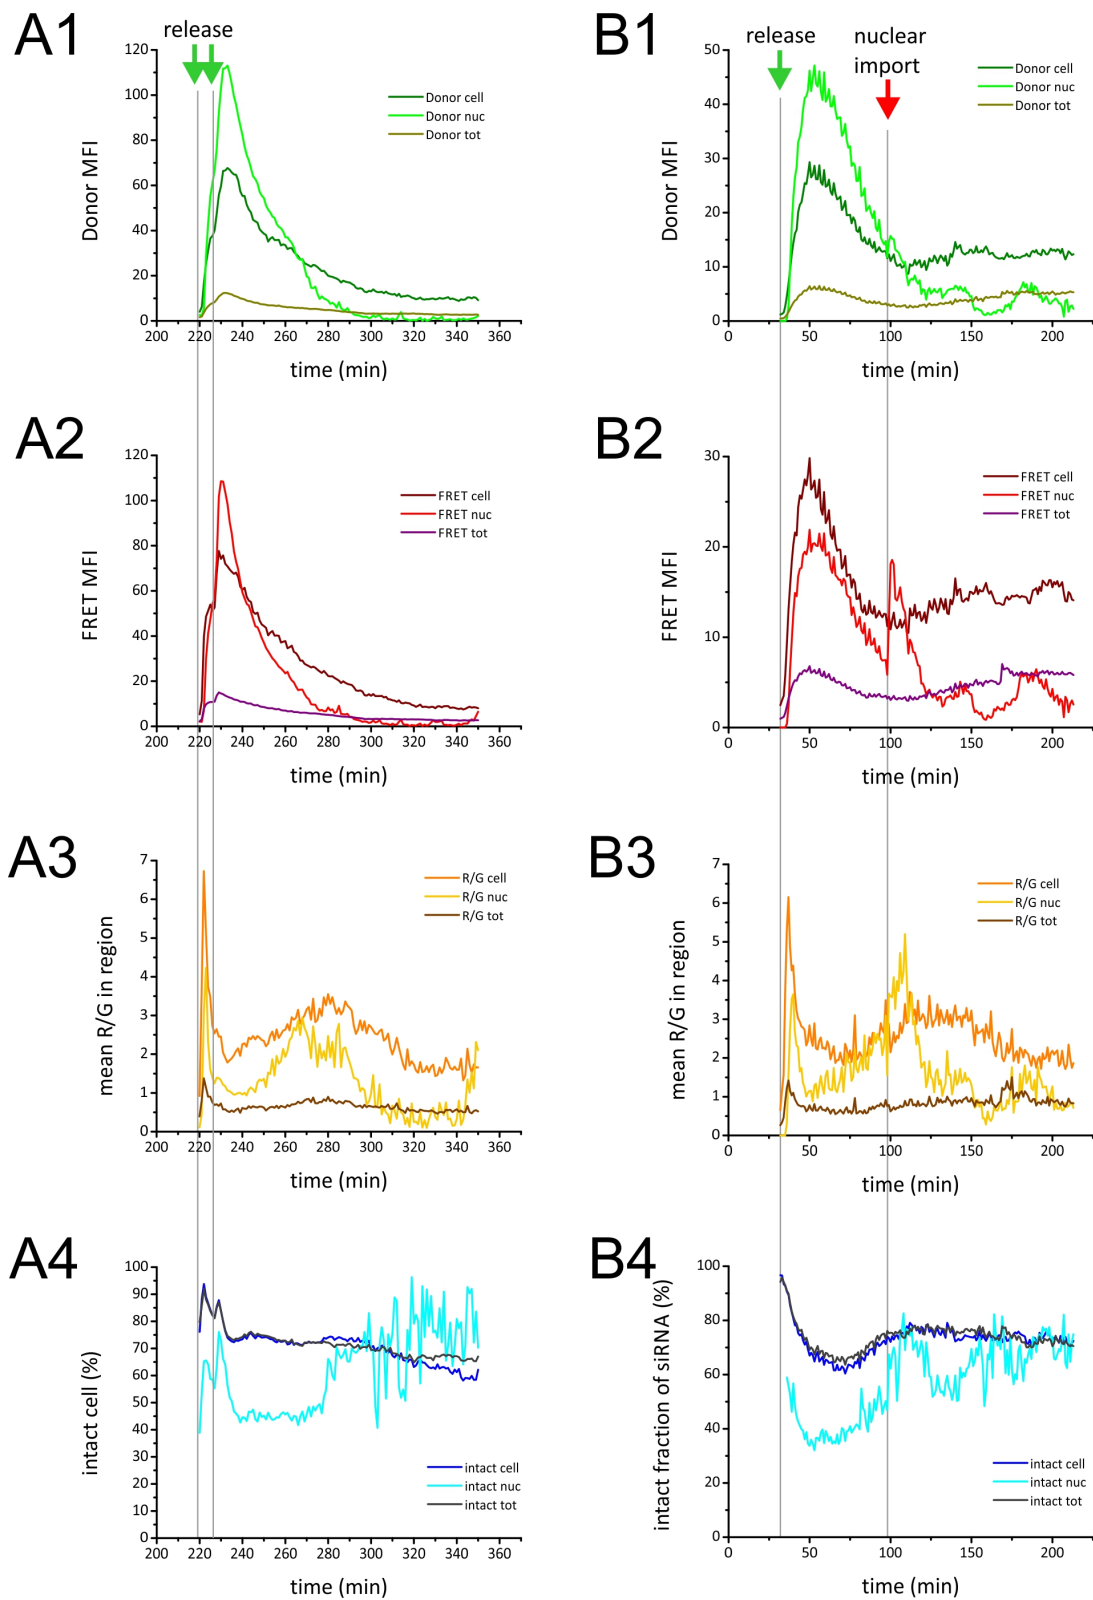 A1
release
120
100
80
60
40
20
0
Donor MFI
Donor cell
Donor nuc
Donor tot
200 220 240 260 280 300 320 340 360
time (min)
B1
release
nuclear
import
50
40
30
20
10
0
Donor MFI
Donor cell
Donor nuc
Donor tot
0 50 100 150 200
time (min)
A2
120
100
80
60
40
20
0
FRET MFI
FRET cell
FRET nuc
FRET tot
200 220 240 260 280 300 320 340 360
time (min)
B2
30
20
10
0
FRET MFI
FRET cell
FRET nuc
FRET tot
0 50 100 150 200
time (min)
A3
7
6
5
4
3
2
1
0
mean R/G in region
R/G cell
R/G nuc
R/G tot
200 220 240 260 280 300 320 340 360
time (min)
B3
7
6
5
4
3
2
1
0
mean R/G in region
R/G cell
R/G nuc
R/G tot
0 50 100 150 200
time (min)
A4
100
90
80
70
60
50
40
30
20
10
0
intact cell (%)
intact cell
intact nuc
intact tot
200 220 240 260 280 300 320 340 360
time (min)
B4
100
80
60
40
20
0
intact fraction of siRNA (%)
intact cell
intact nuc
intact tot
0 50 100 150 200
time (min)